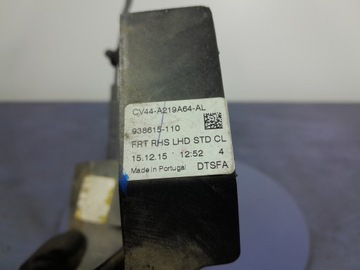 CV44-A219A64-AL
938615-110
FRT RHS LHD STD CL
15.12.15 12:52 4
Made in Portugal DTSFA